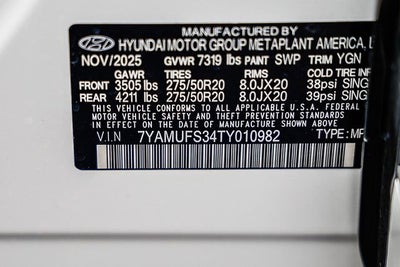 MANUFACTURED BY
HYUNDAI MOTOR GROUP METAPLANT AMERICA,
NOV/2025 GVWR 7319 lbs PAINT SWP TRIM YGN
GAWR TIRES RIMS COLD TIRE
FRONT 3505 lbs 275/50R20 8.0JX20 38psi SING
REAR 4211 lbs 275/50R20 8.0JX20 39psi SING
THIS VEHICLE CONFORMS TO ALL APPLICABLE U.S.A. FEDERAL
MOTOR VEHICLE SAFETY AND THEFT PREVENTION STANDARDS
IN EFFECT ON THE DATE OF MANUFACTURE SHOWN ABOVE.
V.I.N 7YAMUFS34TY010982 TYPE: